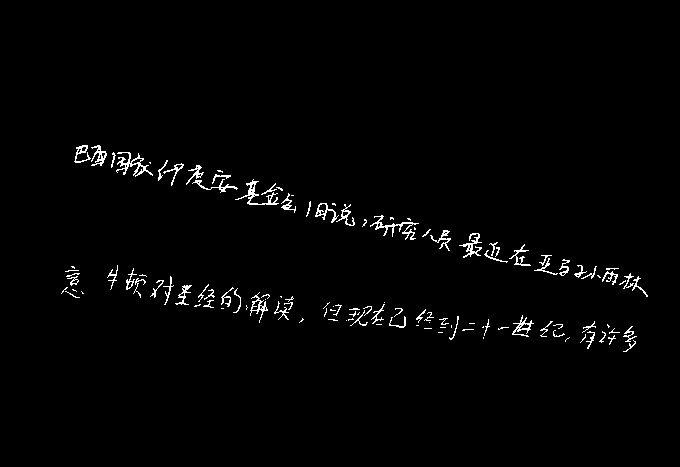 巴西国家印度安基金会1日说,研究人员最近在亚马孙雨林
意 牛顿对圣经的解读,但现在已经到二十一世纪,有许多